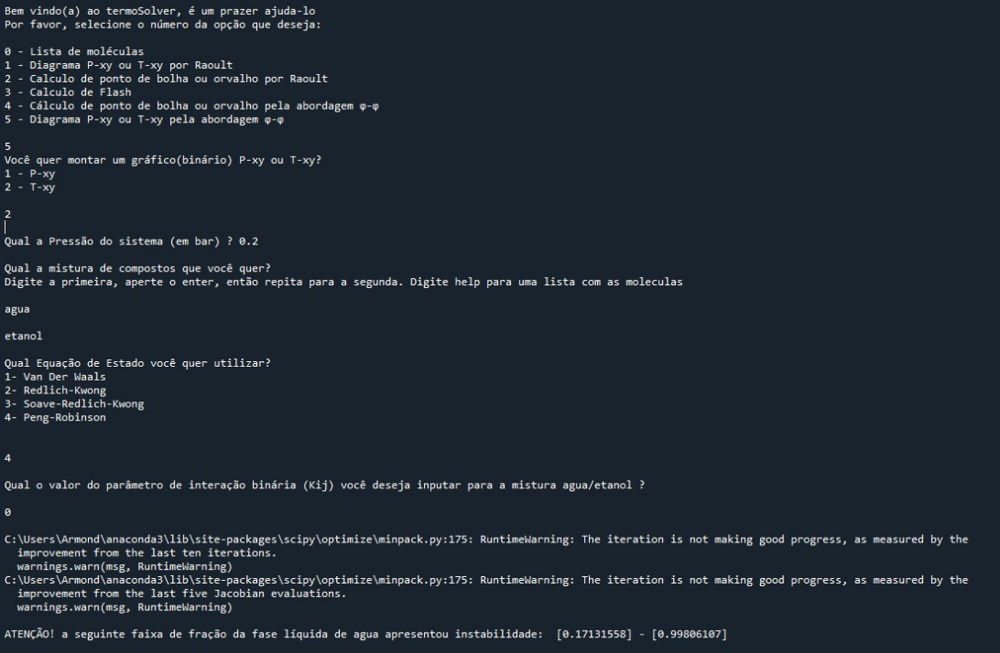 Bem vindo(a) ao termoSolver, é um prazer ajuda-lo
Por favor, selecione o número da opção que deseja:
0 - Lista de moléculas
1 - Diagrama P-xy ou T-xy por Raoult
2 - Calculo de ponto de bolha ou orvalho por Raoult
3 - Calculo de Flash
4 - Cálculo de ponto de bolha ou orvalho pela abordagem φ-φ
5 - Diagrama P-xy ou T-xy pela abordagem φ-φ
5
Você quer montar um gráfico(binário) P-xy ou T-xy?
1 - P-xy
2 - T-xy
2
Qual a Pressão do sistema (em bar) ? 0.2
Qual a mistura de compostos que você quer?
Digite a primeira, aperte o enter, então repita para a segunda. Digite help para uma lista com as moleculas
agua
etanol
Qual Equação de Estado você quer utilizar?
1- Van Der Waals
2- Redlich-Kwong
3- Soave-Redlich-Kwong
4- Peng-Robinson
4
Qual o valor do parâmetro de interação binária (Kij) você deseja inputar para a mistura agua/etanol ?
0
C:\Users\Armond\anaconda3\lib\site-packages\scipy\optimize\minpack.py:175: RuntimeWarning: The iteration is not making good progress, as measured by the
improvement from the last ten iterations.
warnings.warn(msg, RuntimeWarning)
C:\Users\Armond\anaconda3\lib\site-packages\scipy\optimize\minpack.py:175: RuntimeWarning: The iteration is not making good progress, as measured by the
improvement from the last five Jacobian evaluations.
warnings.warn(msg, RuntimeWarning)
ATENÇÃO! a seguinte faixa de fração da fase líquida de agua apresentou instabilidade:  [0.17131558] - [0.99806107]